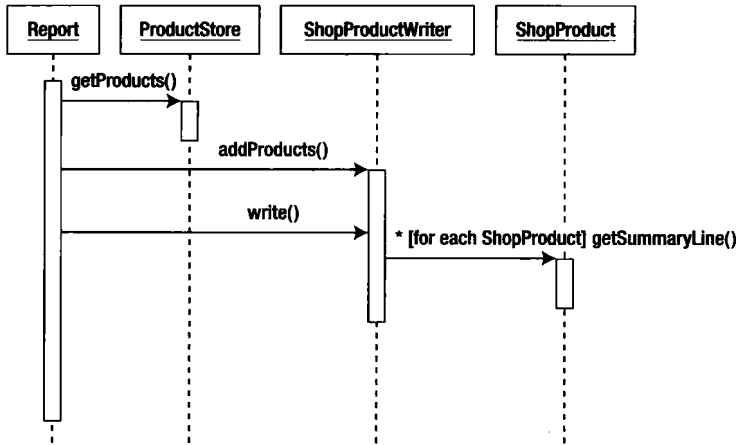 Report
ProductStore
ShopProductWriter
ShopProduct
getProducts()
addProducts()
write()
* [for each ShopProduct] getSummaryLine()